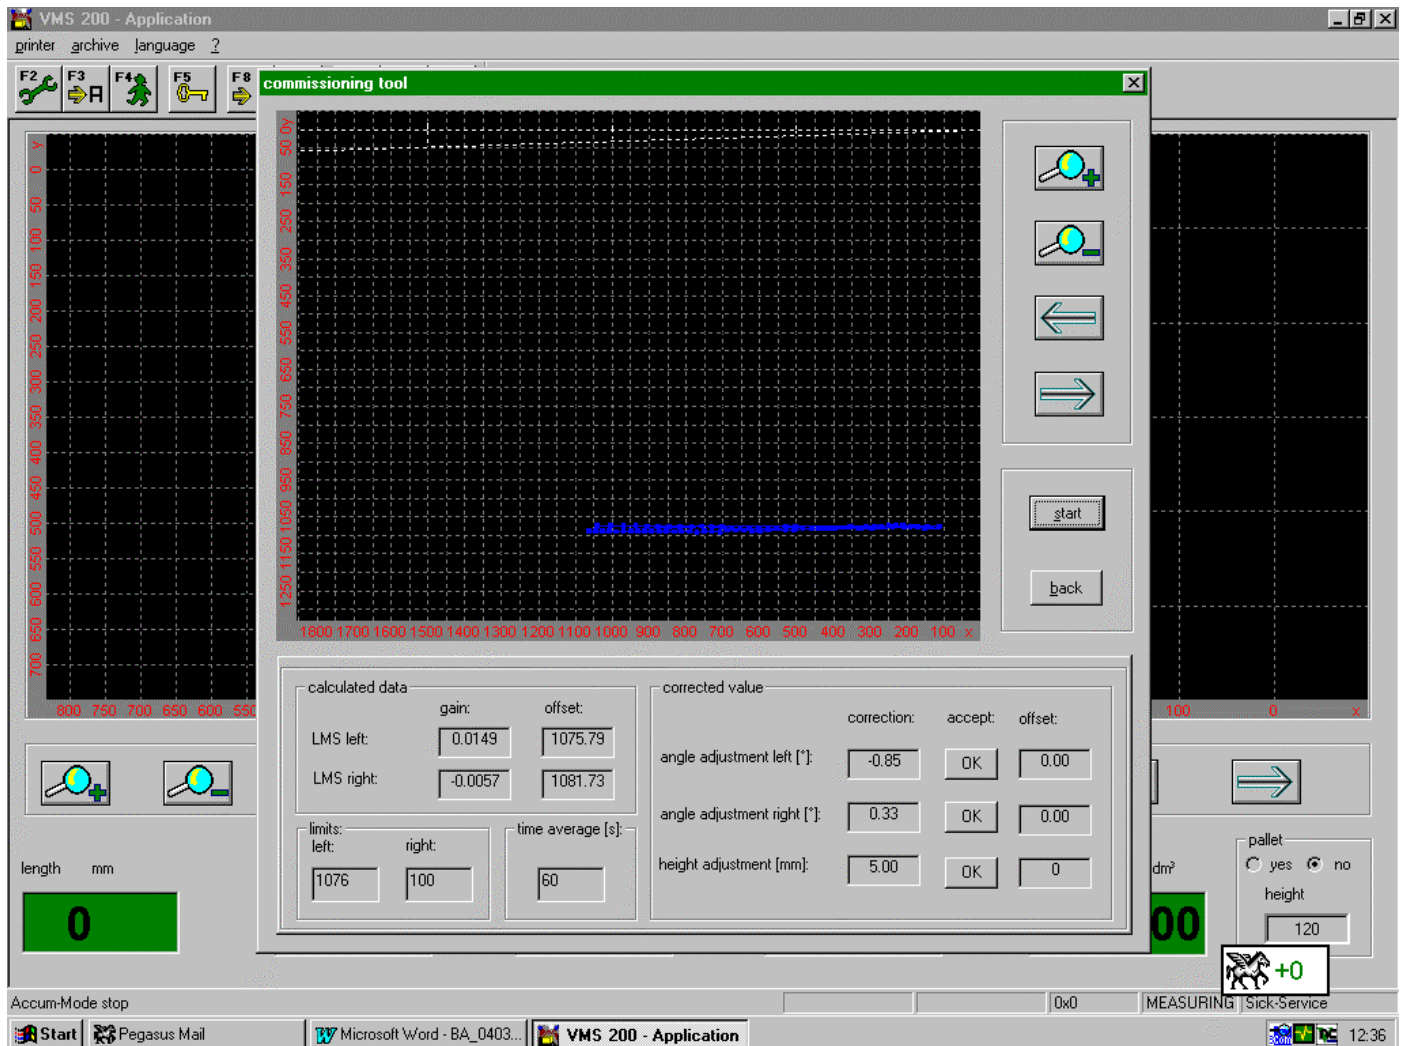 VMS 200 - Application
printer archive language ?
F2 F3 F4 F5 F8
commissioning tool
0y
50
150
250
350
450
550
650
750
850
950
1050
1150
1250
1800 1700 1600 1500 1400 1300 1200 1100 1000 900 800 700 600 500 400 300 200 100 x
Y
0
50
100
150
200
250
300
350
400
450
500
550
600
650
700
800 750 700 650 600 550
100 0 x
start
back
calculated data
gain: offset:
LMS left: 0.0149 1075.79
LMS right: -0.0057 1081.73
limits:
left: right:
1076 100
time average [s]:
60
corrected value
correction: accept: offset:
angle adjustment left [°]: -0.85 OK 0.00
angle adjustment right [°]: 0.33 OK 0.00
height adjustment [mm]: 5.00 OK 0
length mm
0
dm³
00
pallet
yes no
height
120
+0
Accum-Mode stop 0x0 MEASURING Sick-Service
Start Pegasus Mail Microsoft Word - BA_0403... VMS 200 - Application 12:36